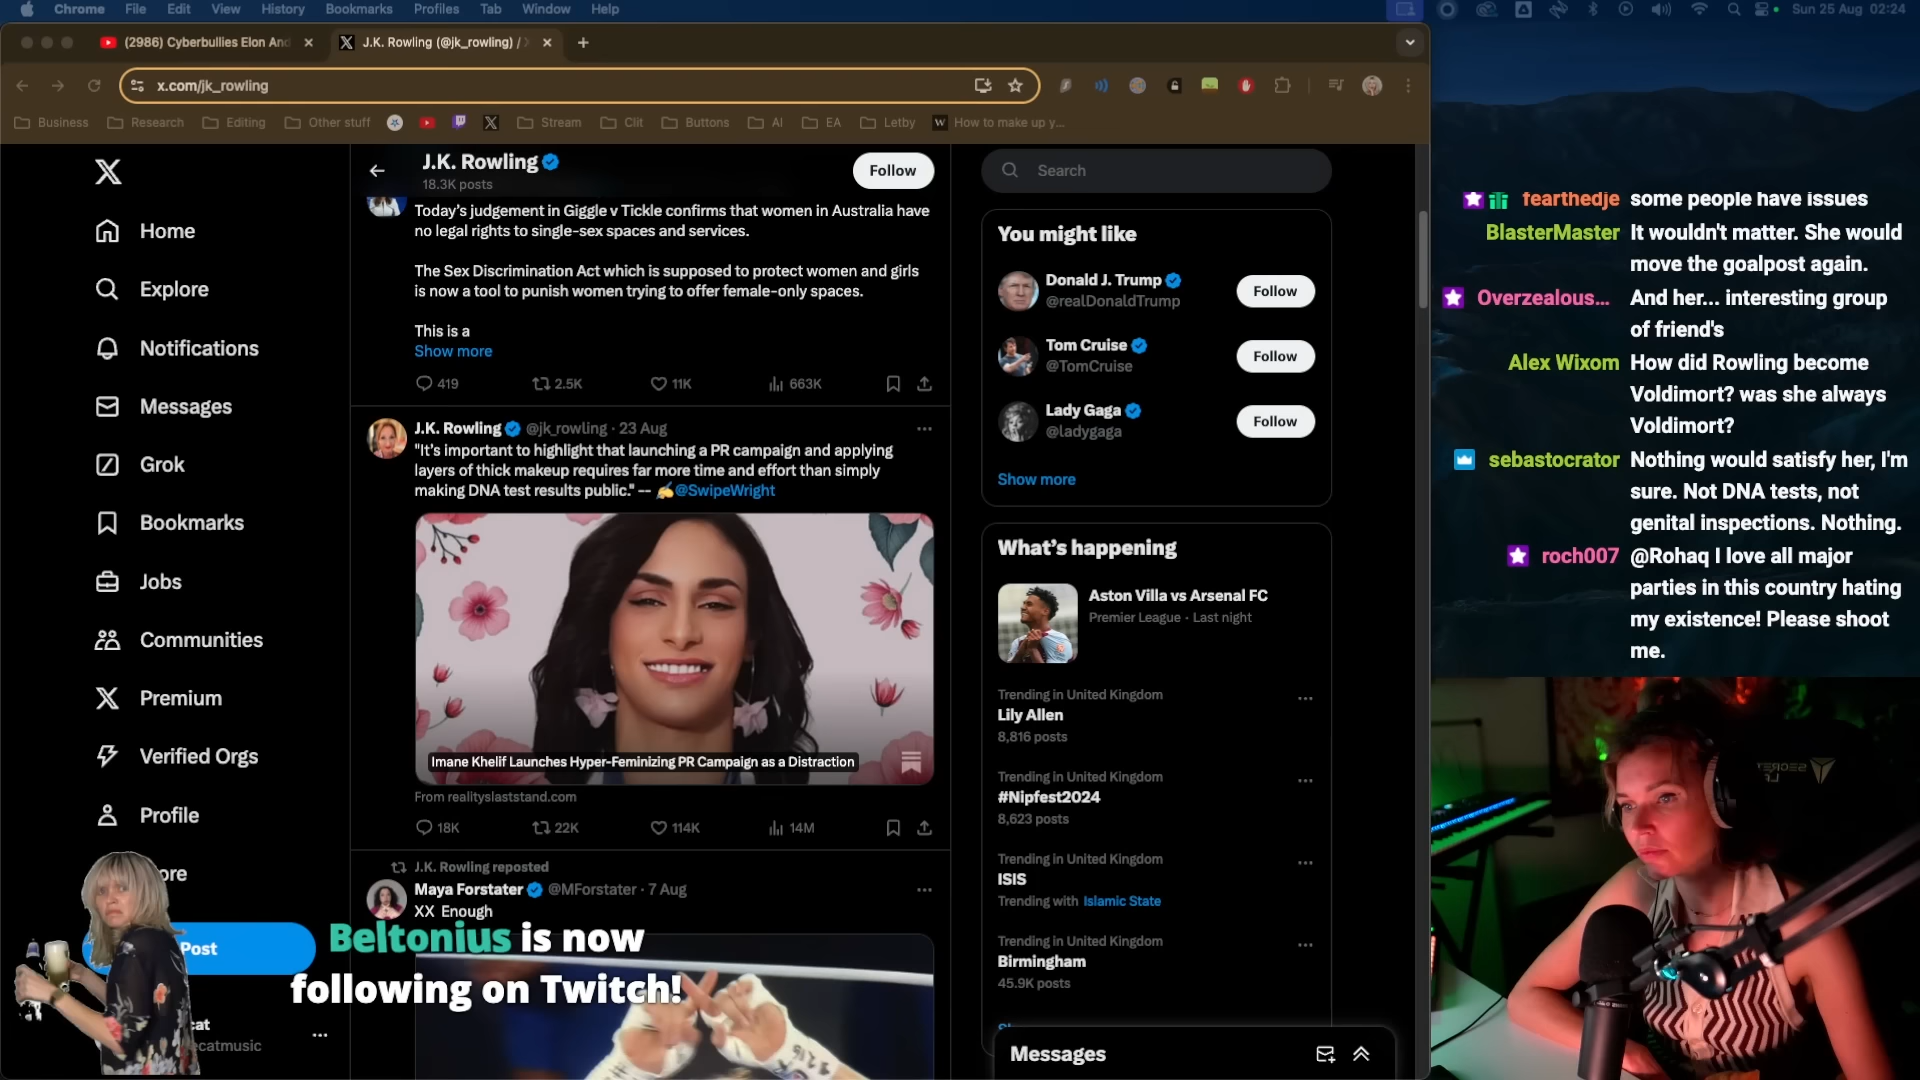 Chrome File Edit View History Bookmarks Profiles Tab Window Help
Sun 25 Aug 02:24
(2986) Cyberbullies Elon And
J.K. Rowling (@jk_rowling) / X
x.com/jk_rowling
Business Research Editing Other stuff Stream Clit Buttons AI EA Letby How to make up y...
J.K. Rowling
18.3K posts
Follow
Home
Explore
Notifications
Messages
Grok
Bookmarks
Jobs
Communities
Premium
Verified Orgs
Profile
ore
Post
cat
ecatmusic
Today's judgement in Giggle v Tickle confirms that women in Australia have
no legal rights to single-sex spaces and services.
The Sex Discrimination Act which is supposed to protect women and girls
is now a tool to punish women trying to offer female-only spaces.
This is a
Show more
419 2.5K 11K 663K
J.K. Rowling @jk_rowling · 23 Aug
"It's important to highlight that launching a PR campaign and applying
layers of thick makeup requires far more time and effort than simply
making DNA test results public." -- ✍️@SwipeWright
Imane Khelif Launches Hyper-Feminizing PR Campaign as a Distraction
From realityslaststand.com
18K 22K 114K 14M
J.K. Rowling reposted
Maya Forstater @MForstater · 7 Aug
XX Enough
Beltonius is now
following on Twitch!
Search
You might like
Donald J. Trump
@realDonaldTrump
Follow
Tom Cruise
@TomCruise
Follow
Lady Gaga
@ladygaga
Follow
Show more
What's happening
Aston Villa vs Arsenal FC
Premier League · Last night
Trending in United Kingdom
Lily Allen
8,816 posts
Trending in United Kingdom
#Nipfest2024
8,623 posts
Trending in United Kingdom
ISIS
Trending with Islamic State
Trending in United Kingdom
Birmingham
45.9K posts
Messages
fearthedje some people have issues
BlasterMaster It wouldn't matter. She would
move the goalpost again.
Overzealous... And her... interesting group
of friend's
Alex Wixom How did Rowling become
Voldimort? was she always
Voldimort?
sebastocrator Nothing would satisfy her, I'm
sure. Not DNA tests, not
genital inspections. Nothing.
roch007 @Rohaq I love all major
parties in this country hating
my existence! Please shoot
me.